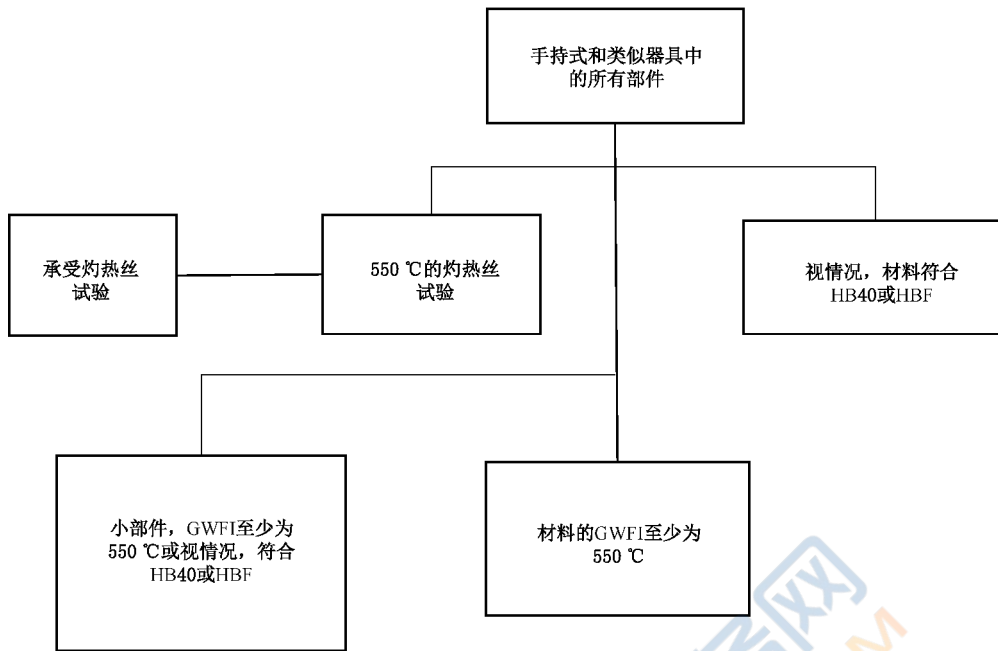 手持式和类似器具中
的所有部件
承受灼热丝
试验
550 ℃的灼热丝
试验
视情况，材料符合
HB40或HBF
小部件，GWFI至少为
550 ℃或视情况，符合
HB40或HBF
材料的GWFI至少为
550 ℃
网
M